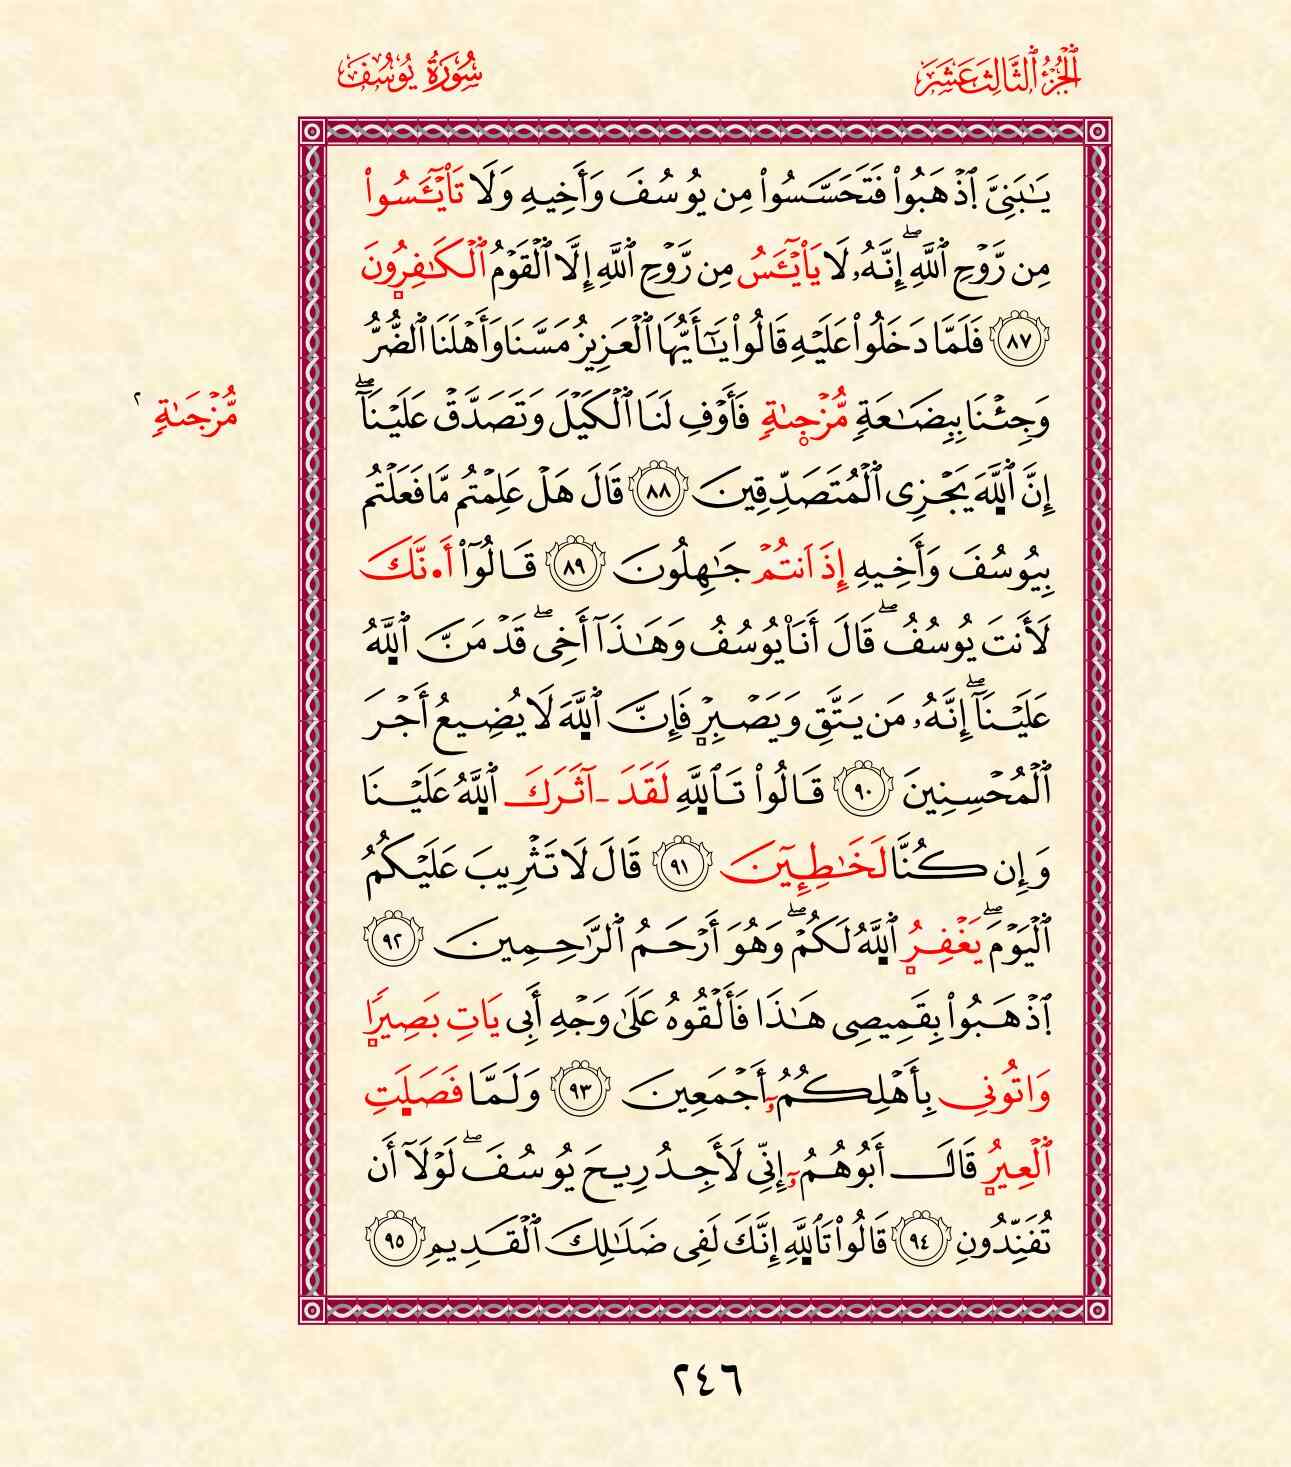 الجزء الثالث عشر
سورة يوسف
يَٰبَنِىَّ ٱذْهَبُوا۟ فَتَحَسَّسُوا۟ مِن يُوسُفَ وَأَخِيهِ وَلَا تَا۟يْـَٔسُوا۟
مِن رَّوْحِ ٱللَّهِۖ إِنَّهُۥ لَا يَا۟يْـَٔسُ مِن رَّوْحِ ٱللَّهِ إِلَّا ٱلْقَوْمُ ٱلْكَٰفِرُونَ
٨٧ فَلَمَّا دَخَلُوا۟ عَلَيْهِ قَالُوا۟ يَٰٓأَيُّهَا ٱلْعَزِيزُ مَسَّنَا وَأَهْلَنَا ٱلضُّرُّ
وَجِئْنَا بِبِضَٰعَةٍ مُّزْجىٰةٍ فَأَوْفِ لَنَا ٱلْكَيْلَ وَتَصَدَّقْ عَلَيْنَآۖ
مُّزْجَىٰةٍ ٢
إِنَّ ٱللَّهَ يَجْزِى ٱلْمُتَصَدِّقِينَ ٨٨ قَالَ هَلْ عَلِمْتُم مَّا فَعَلْتُم
بِيُوسُفَ وَأَخِيهِ إِذَ اَنتُمْ جَٰهِلُونَ ٨٩ قَالُوٓا۟ أَ•نَّكَ
لَأَنتَ يُوسُفُۖ قَالَ أَنَا۠ يُوسُفُ وَهَٰذَآ أَخِىۖ قَدْ مَنَّ ٱللَّهُ
عَلَيْنَآۖ إِنَّهُۥ مَن يَتَّقِ وَيَصْبِرْ فَإِنَّ ٱللَّهَ لَا يُضِيعُ أَجْرَ
ٱلْمُحْسِنِينَ ٩٠ قَالُوا۟ تَٱللَّهِ لَقَدَ -اٰثَرَكَ ٱللَّهُ عَلَيْنَا
وَإِن كُنَّا لَخَٰطِـِٕينَ ٩١ قَالَ لَا تَثْرِيبَ عَلَيْكُمُ
ٱلْيَوْمَۖ يَغْفِرُ ٱللَّهُ لَكُمْۖ وَهُوَ أَرْحَمُ ٱلرَّٰحِمِينَ ٩٢
ٱذْهَبُوا۟ بِقَمِيصِى هَٰذَا فَأَلْقُوهُ عَلَىٰ وَجْهِ أَبِى يَاتِ بَصِيرًا
وَاتُونِى بِأَهْلِكُمُۥٓ أَجْمَعِينَ ٩٣ وَلَمَّا فَصَلَتِ
ٱلْعِيرُ قَالَ أَبُوهُمُۥٓ إِنِّى لَأَجِدُ رِيحَ يُوسُفَۖ لَوْلَآ أَن
تُفَنِّدُونِ ٩٤ قَالُوا۟ تَٱللَّهِ إِنَّكَ لَفِى ضَلَٰلِكَ ٱلْقَدِيمِ ٩٥
٢٤٦